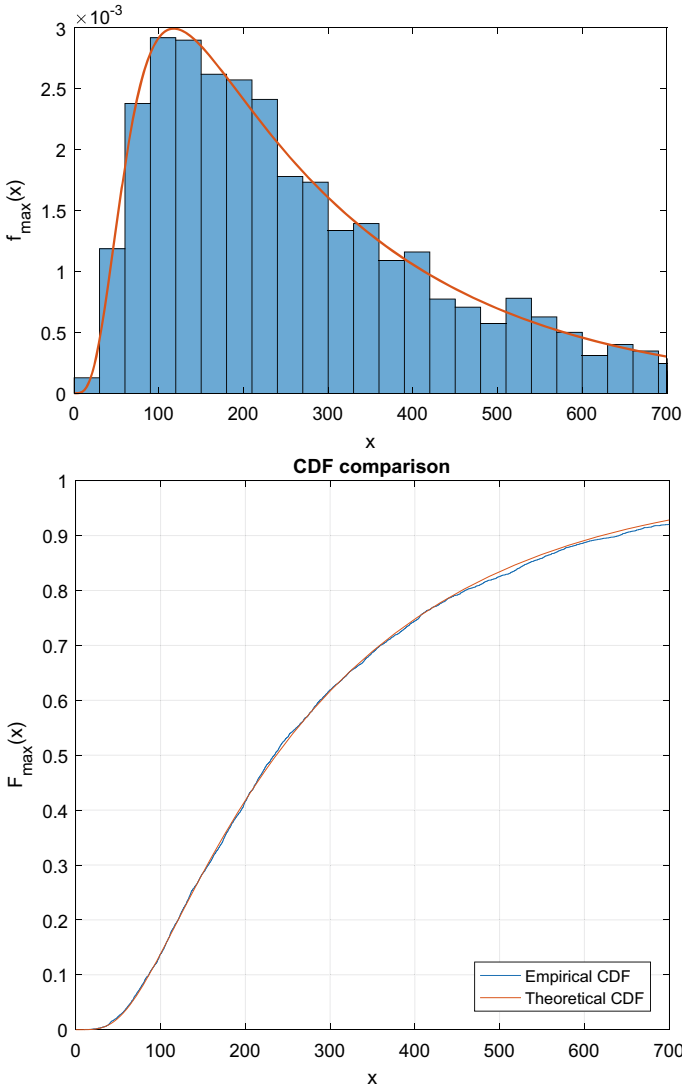 ×10⁻³
3
2.5
2
1.5
1
0.5
0
f_max(x)
0 100 200 300 400 500 600 700
x
CDF comparison
1
0.9
0.8
0.7
0.6
0.5
0.4
0.3
0.2
0.1
0
F_max(x)
Empirical CDF
Theoretical CDF
0 100 200 300 400 500 600 700
x